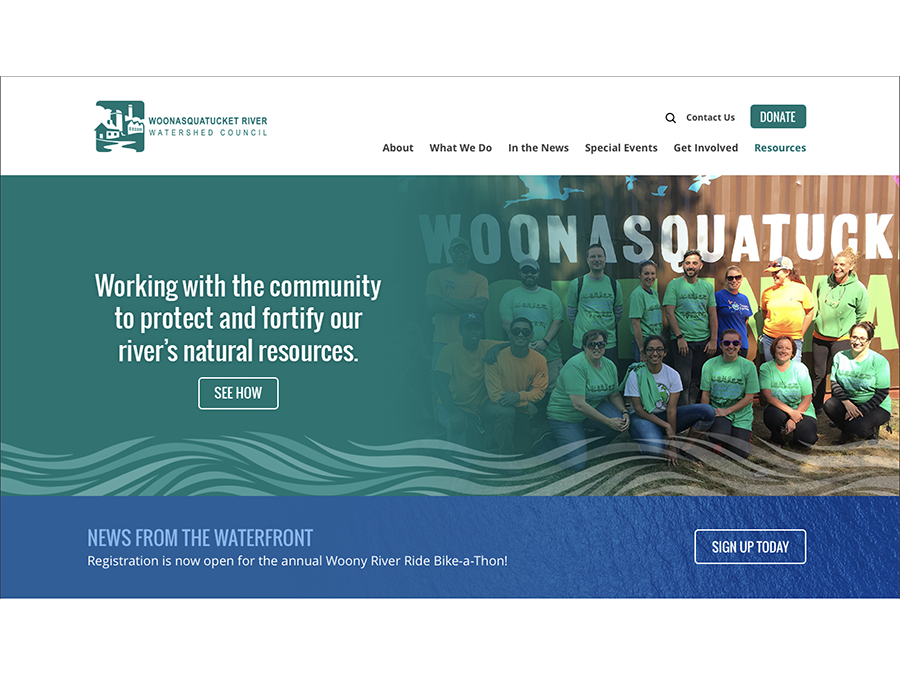 WOONASQUATUCKET RIVER
WATERSHED COUNCIL
Contact Us
DONATE
About
What We Do
In the News
Special Events
Get Involved
Resources
WOONASQUATUCK
Working with the community
to protect and fortify our
river’s natural resources.
SEE HOW
NEWS FROM THE WATERFRONT
Registration is now open for the annual Woony River Ride Bike-a-Thon!
SIGN UP TODAY